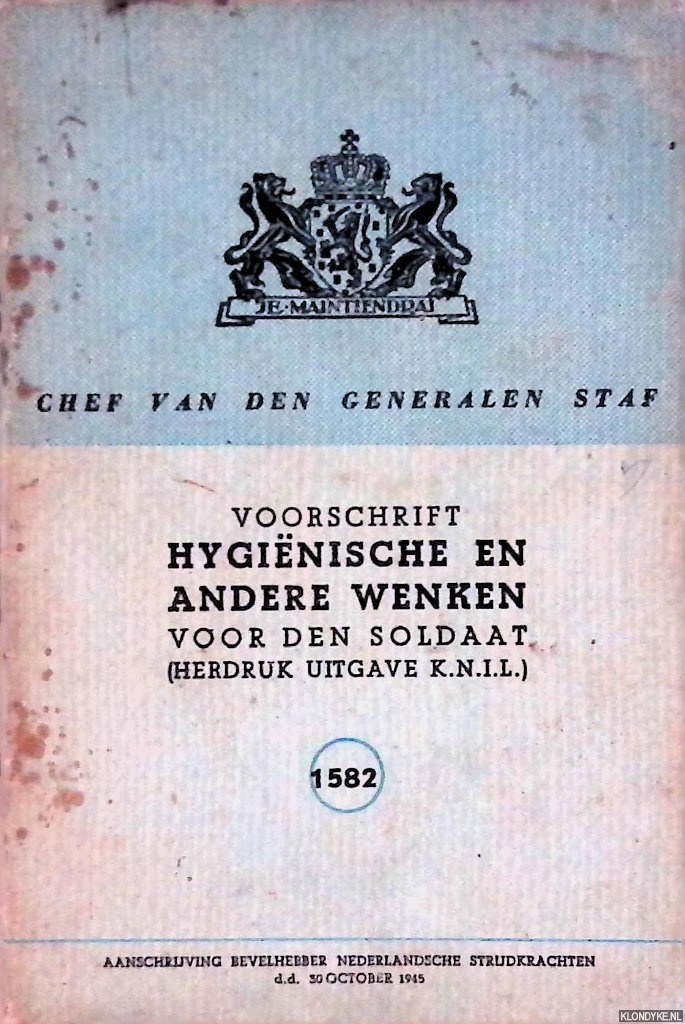 JE·MAINTIENDRAI
CHEF VAN DEN GENERALEN STAF
VOORSCHRIFT
HYGIËNISCHE EN
ANDERE WENKEN
VOOR DEN SOLDAAT
(HERDRUK UITGAVE K.N.I.L.)
1582
AANSCHRIJVING BEVELHEBBER NEDERLANDSCHE STRIJDKRACHTEN
d.d. 30 OCTOBER 1945
KLONDYKE.NL